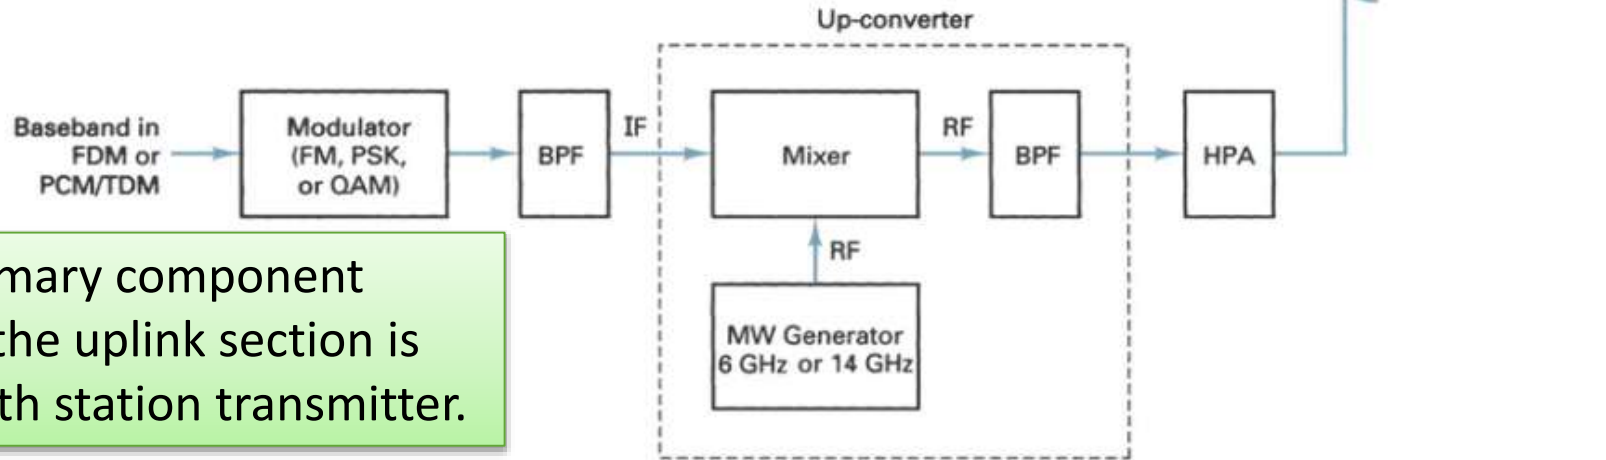 Up-converter
Baseband in
FDM or
PCM/TDM
Modulator
(FM, PSK,
or QAM)
BPF
IF
Mixer
RF
BPF
HPA
RF
MW Generator
6 GHz or 14 GHz
mary component
the uplink section is
th station transmitter.